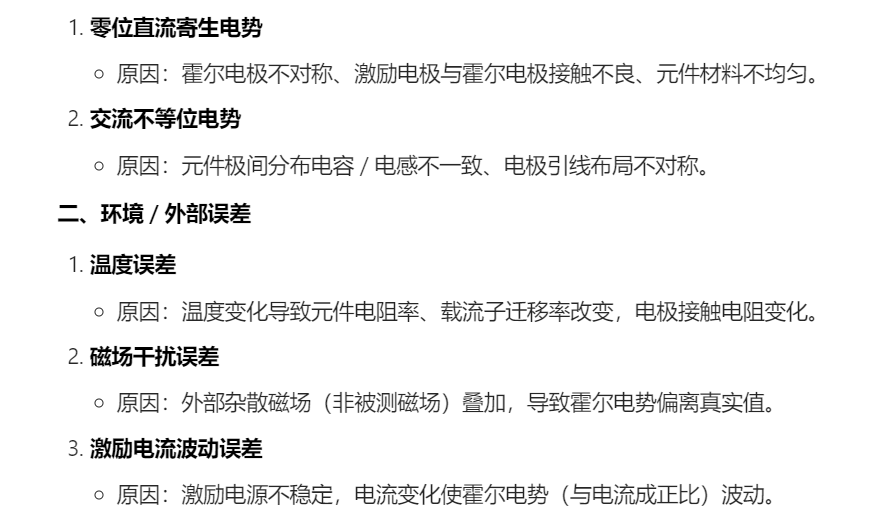 1. 零位直流寄生电势
○ 原因：霍尔电极不对称、激励电极与霍尔电极接触不良、元件材料不均匀。
2. 交流不等位电势
○ 原因：元件极间分布电容 / 电感不一致、电极引线布局不对称。
二、环境 / 外部误差
1. 温度误差
○ 原因：温度变化导致元件电阻率、载流子迁移率改变，电极接触电阻变化。
2. 磁场干扰误差
○ 原因：外部杂散磁场（非被测磁场）叠加，导致霍尔电势偏离真实值。
3. 激励电流波动误差
○ 原因：激励电源不稳定，电流变化使霍尔电势（与电流成正比）波动。